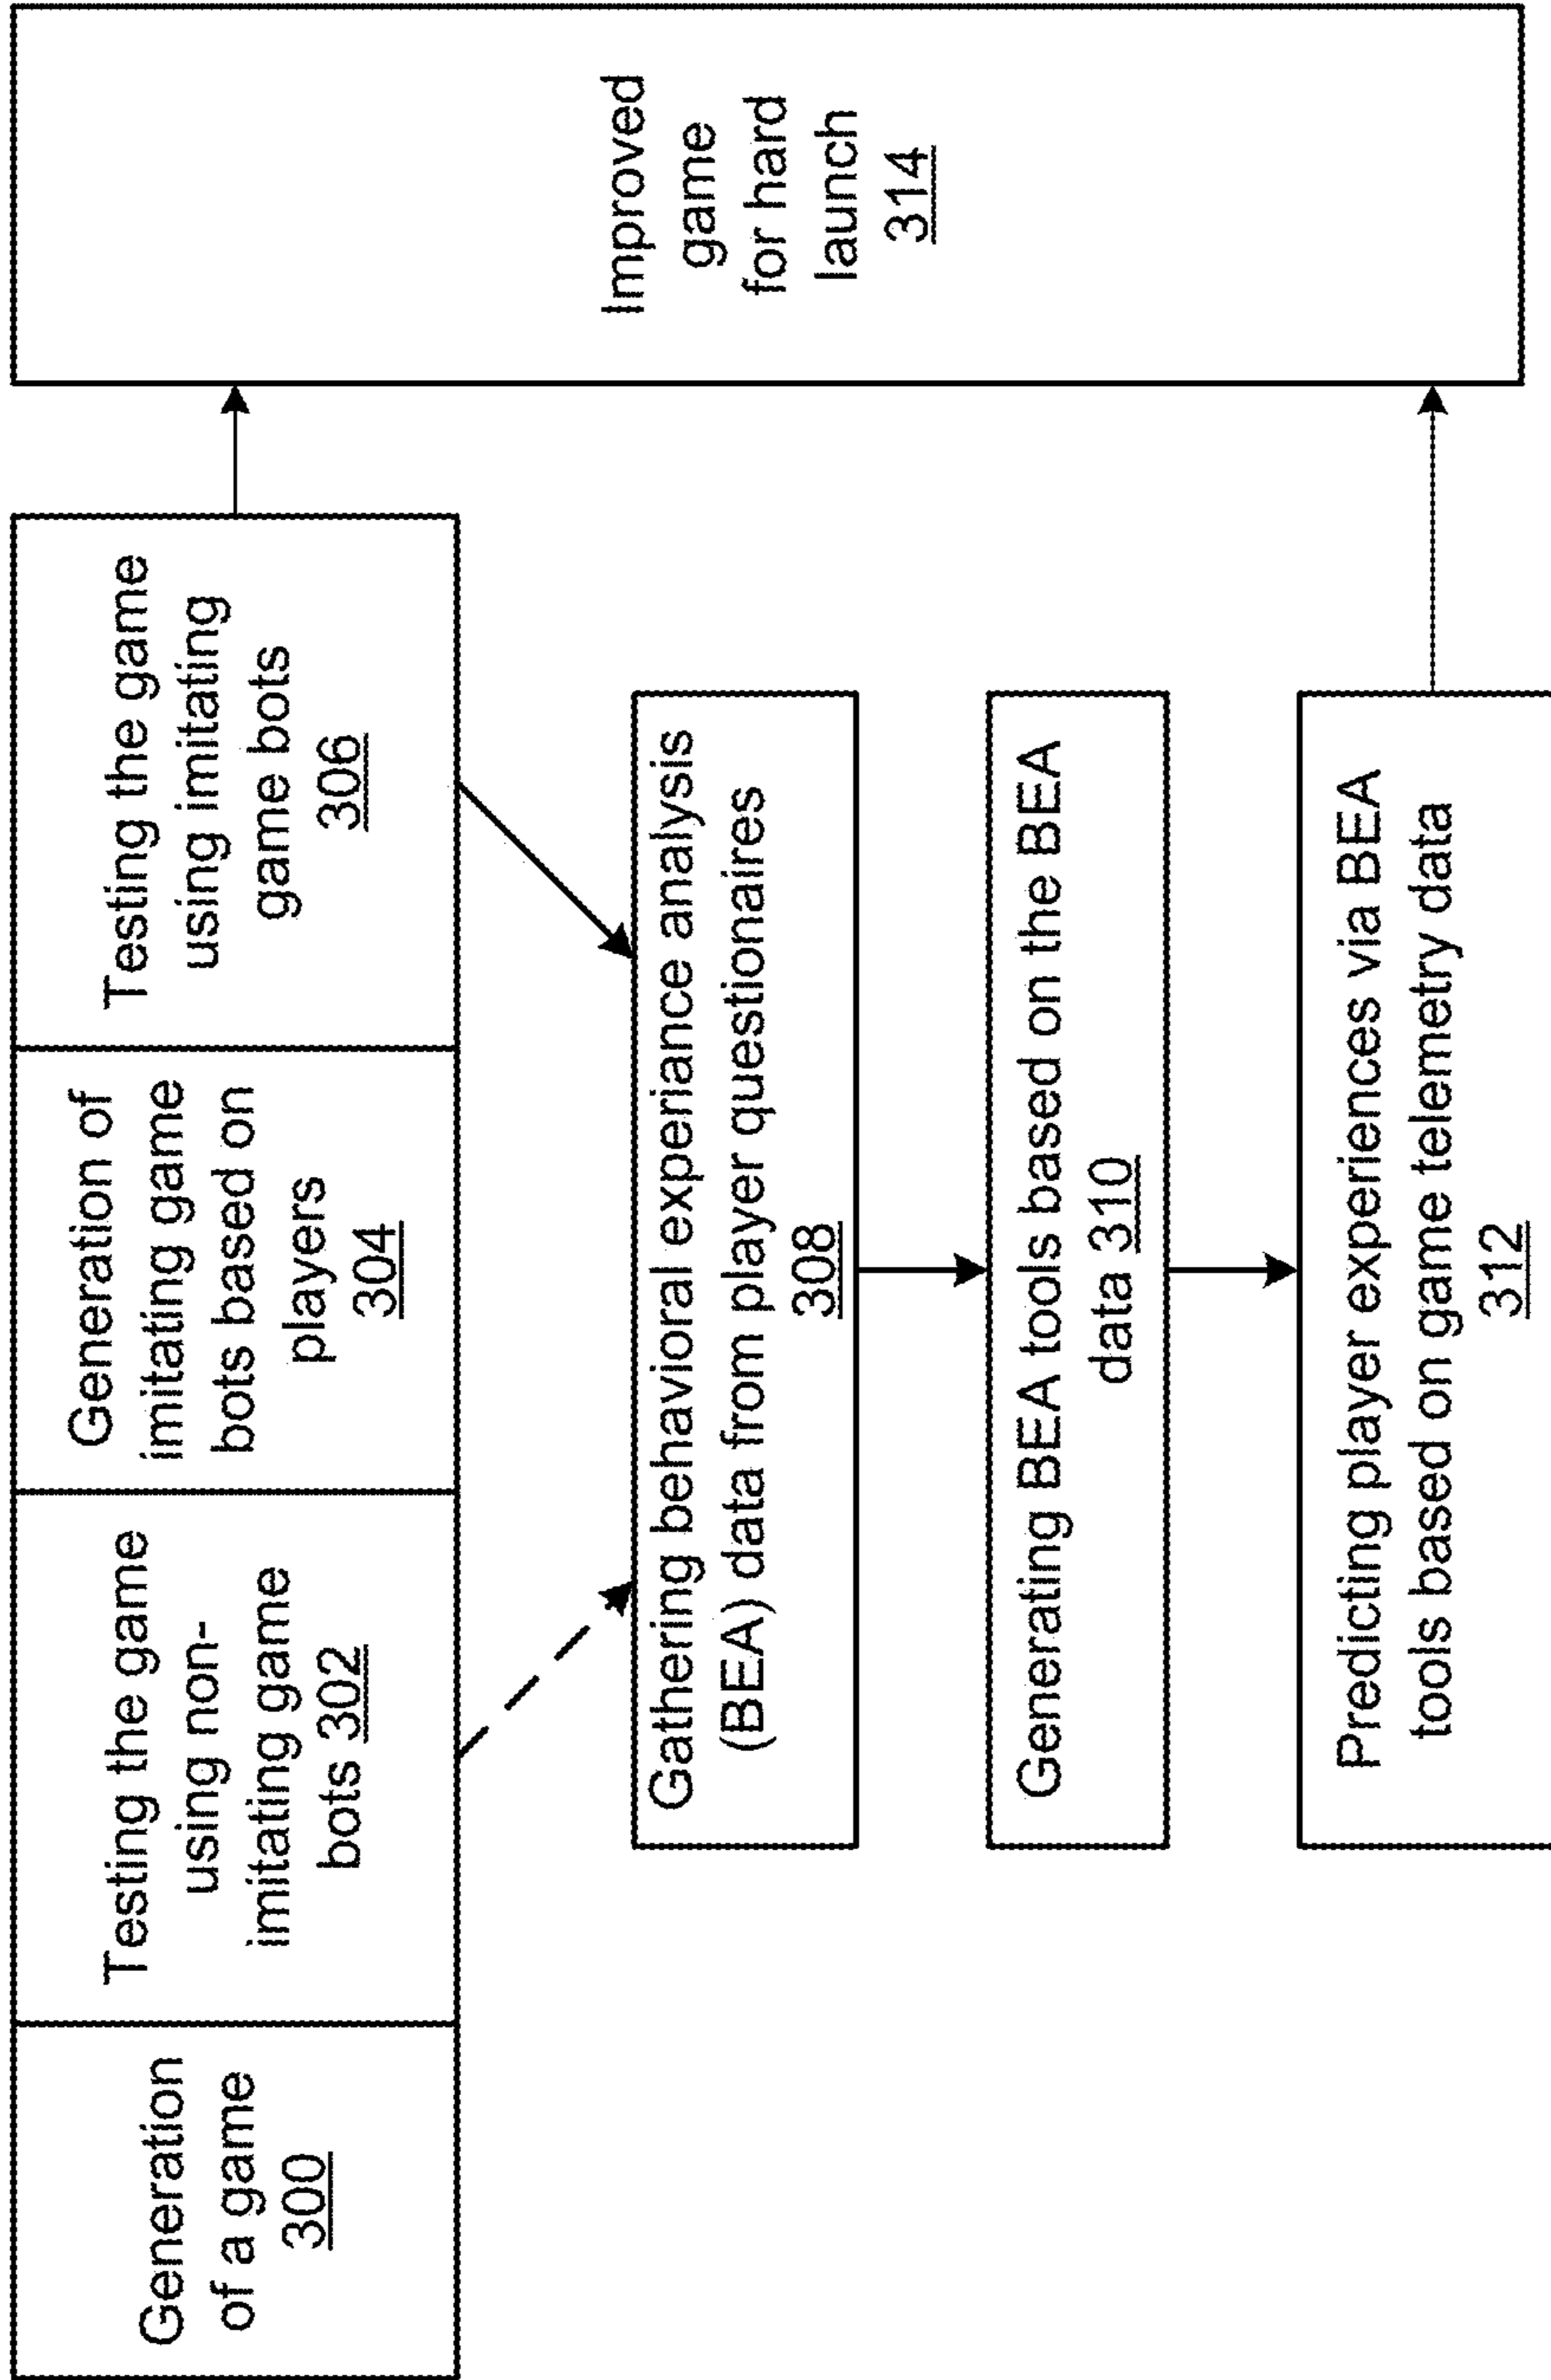 Generation
of a game
300
Testing the game
using non-
imitating game
bots 302
Generation of
imitating game
bots based on
players
304
Testing the game
using imitating
game bots
306
Gathering behavioral experiance analysis
(BEA) data from player questionaires
308
Generating BEA tools based on the BEA
data 310
Predicting player experiences via BEA
tools based on game telemetry data
312
Improved
game
for hard
launch
314